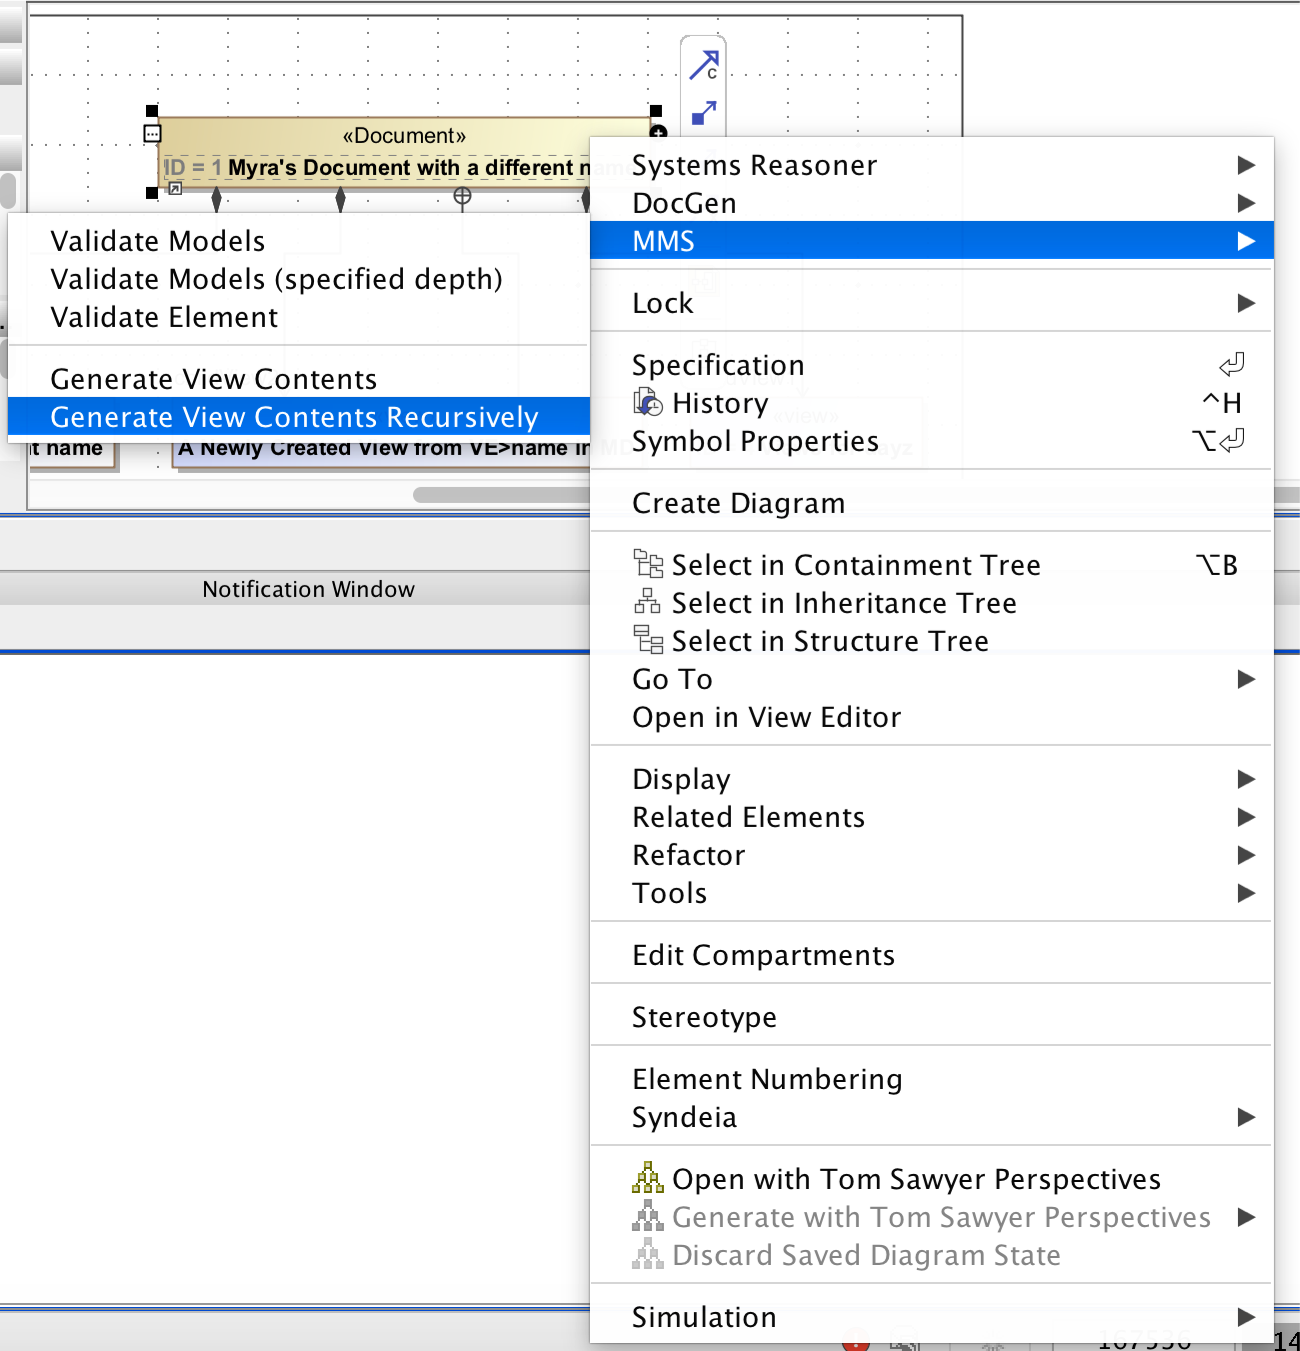 C
«Document»
ID = 1 Myra's Document with a different name
Systems Reasoner
DocGen
MMS
Validate Models
Validate Models (specified depth)
Validate Element
Generate View Contents
Generate View Contents Recursively
Lock
Specification ⏎
History ^H
Symbol Properties ⌥⏎
«view»
t name
A Newly Created View from VE>name in MD
Create Diagram
Select in Containment Tree ⌥B
Select in Inheritance Tree
Select in Structure Tree
Go To
Open in View Editor
Notification Window
Display
Related Elements
Refactor
Tools
Edit Compartments
Stereotype
Element Numbering
Syndeia
Open with Tom Sawyer Perspectives
Generate with Tom Sawyer Perspectives
Discard Saved Diagram State
Simulation
167536
14